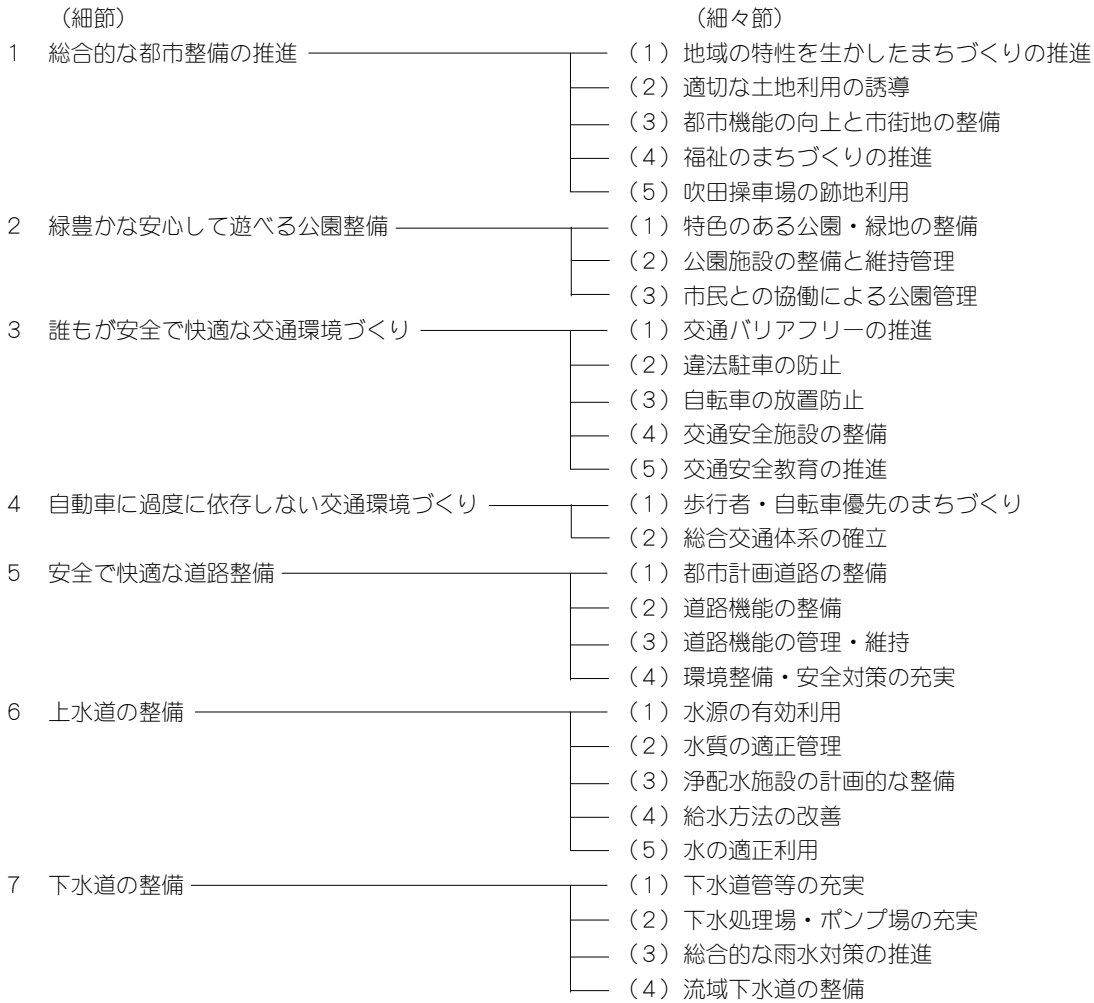 （細節） （細々節）
１ 総合的な都市整備の推進 （１）地域の特性を生かしたまちづくりの推進
（２）適切な土地利用の誘導
（３）都市機能の向上と市街地の整備
（４）福祉のまちづくりの推進
（５）吹田操車場の跡地利用
２ 緑豊かな安心して遊べる公園整備 （１）特色のある公園・緑地の整備
（２）公園施設の整備と維持管理
（３）市民との協働による公園管理
３ 誰もが安全で快適な交通環境づくり （１）交通バリアフリーの推進
（２）違法駐車の防止
（３）自転車の放置防止
（４）交通安全施設の整備
（５）交通安全教育の推進
４ 自動車に過度に依存しない交通環境づくり （１）歩行者・自転車優先のまちづくり
（２）総合交通体系の確立
５ 安全で快適な道路整備 （１）都市計画道路の整備
（２）道路機能の整備
（３）道路機能の管理・維持
（４）環境整備・安全対策の充実
６ 上水道の整備 （１）水源の有効利用
（２）水質の適正管理
（３）浄配水施設の計画的な整備
（４）給水方法の改善
（５）水の適正利用
７ 下水道の整備 （１）下水道管等の充実
（２）下水処理場・ポンプ場の充実
（３）総合的な雨水対策の推進
（４）流域下水道の整備